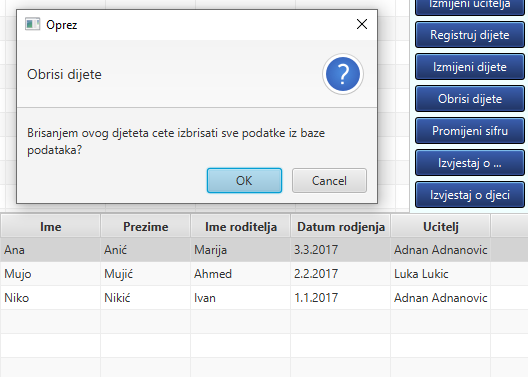 Izmijeni ucitelja
Oprez
Registruj dijete
Obrisi dijete
Izmijeni dijete
Obrisi dijete
Brisanjem ovog djeteta cete izbrisati sve podatke iz baze
podataka?
Promijeni sifru
Izvjestaj o ...
OK Cancel
Izvjestaj o djeci
Ime Prezime Ime roditelja Datum rodjenja Ucitelj
Ana Anić Marija 3.3.2017 Adnan Adnanovic
Mujo Mujić Ahmed 2.2.2017 Luka Lukic
Niko Nikić Ivan 1.1.2017 Adnan Adnanovic